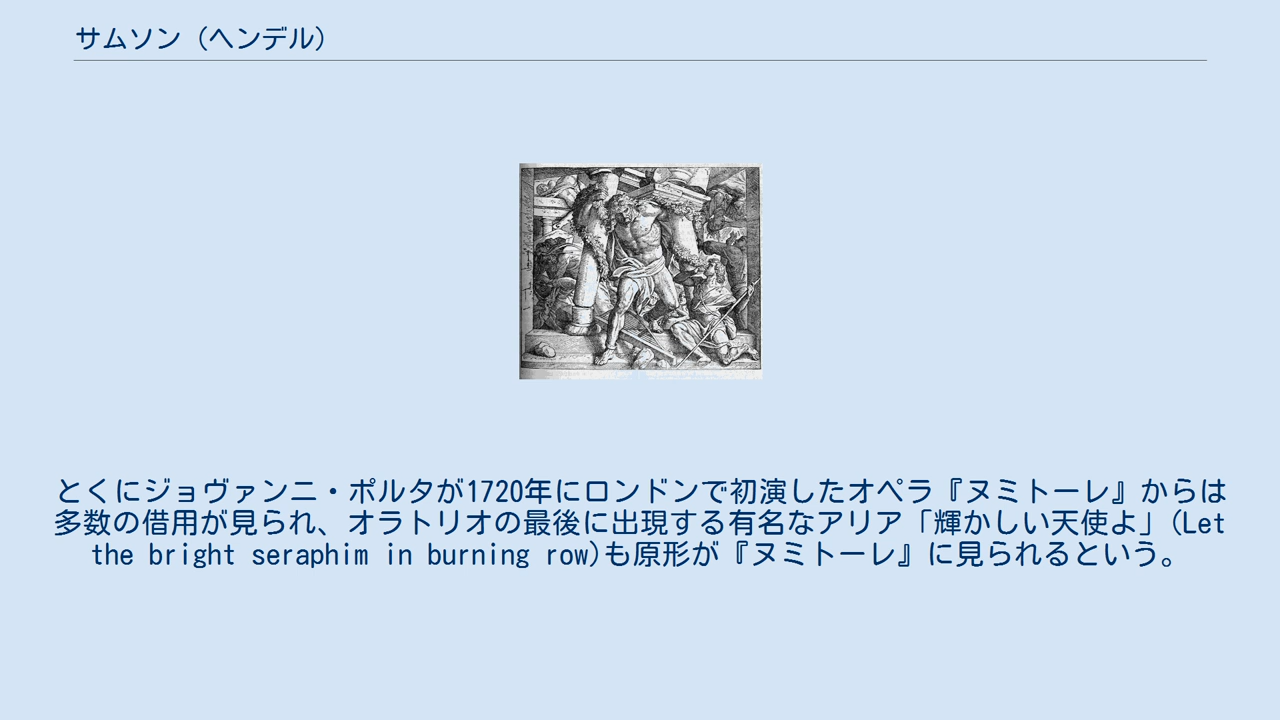 サムソン（ヘンデル）
とくにジョヴァンニ・ポルタが1720年にロンドンで初演したオペラ『ヌミトーレ』からは
多数の借用が見られ、オラトリオの最後に出現する有名なアリア「輝かしい天使よ」(Let
the bright seraphim in burning row)も原形が『ヌミトーレ』に見られるという。